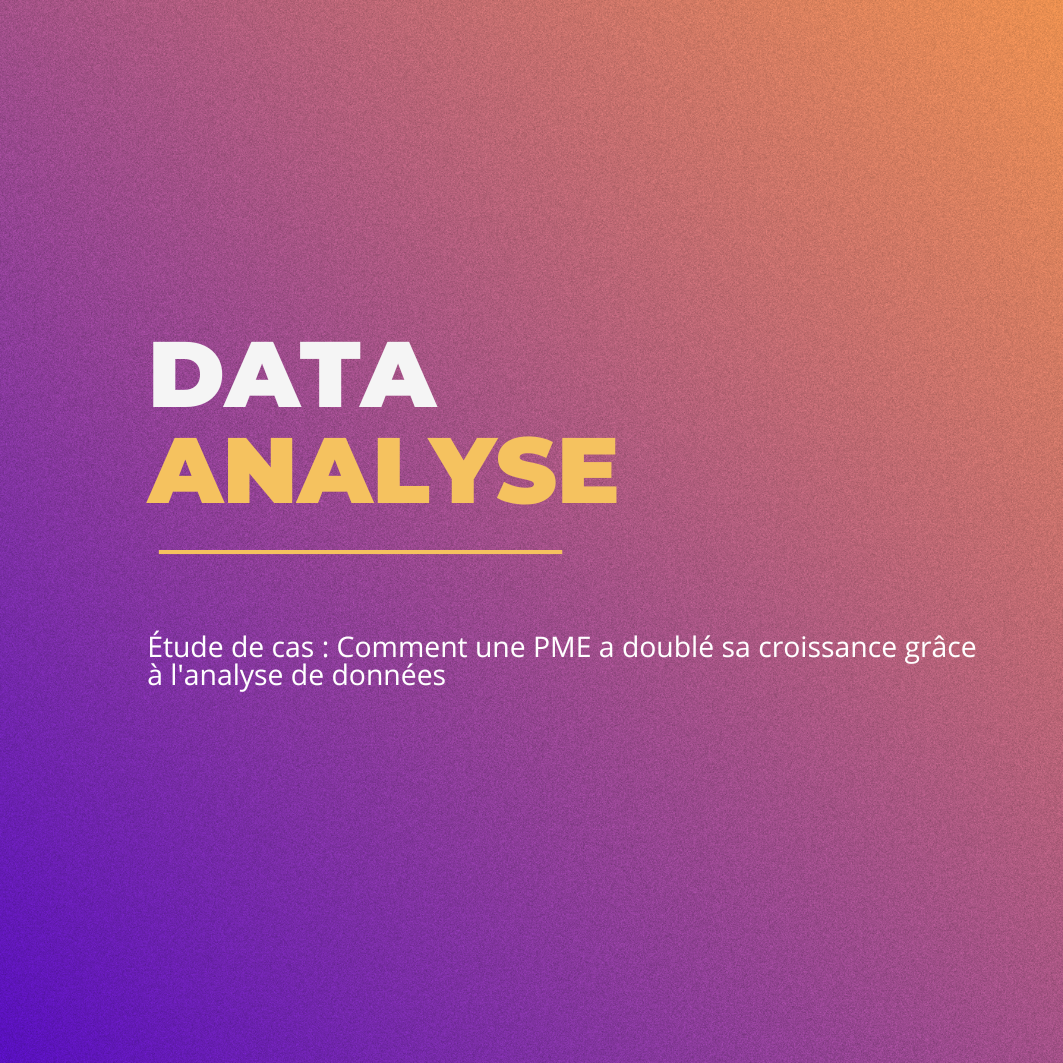 DATA
ANALYSE
Étude de cas : Comment une PME a doublé sa croissance grâce
à l'analyse de données